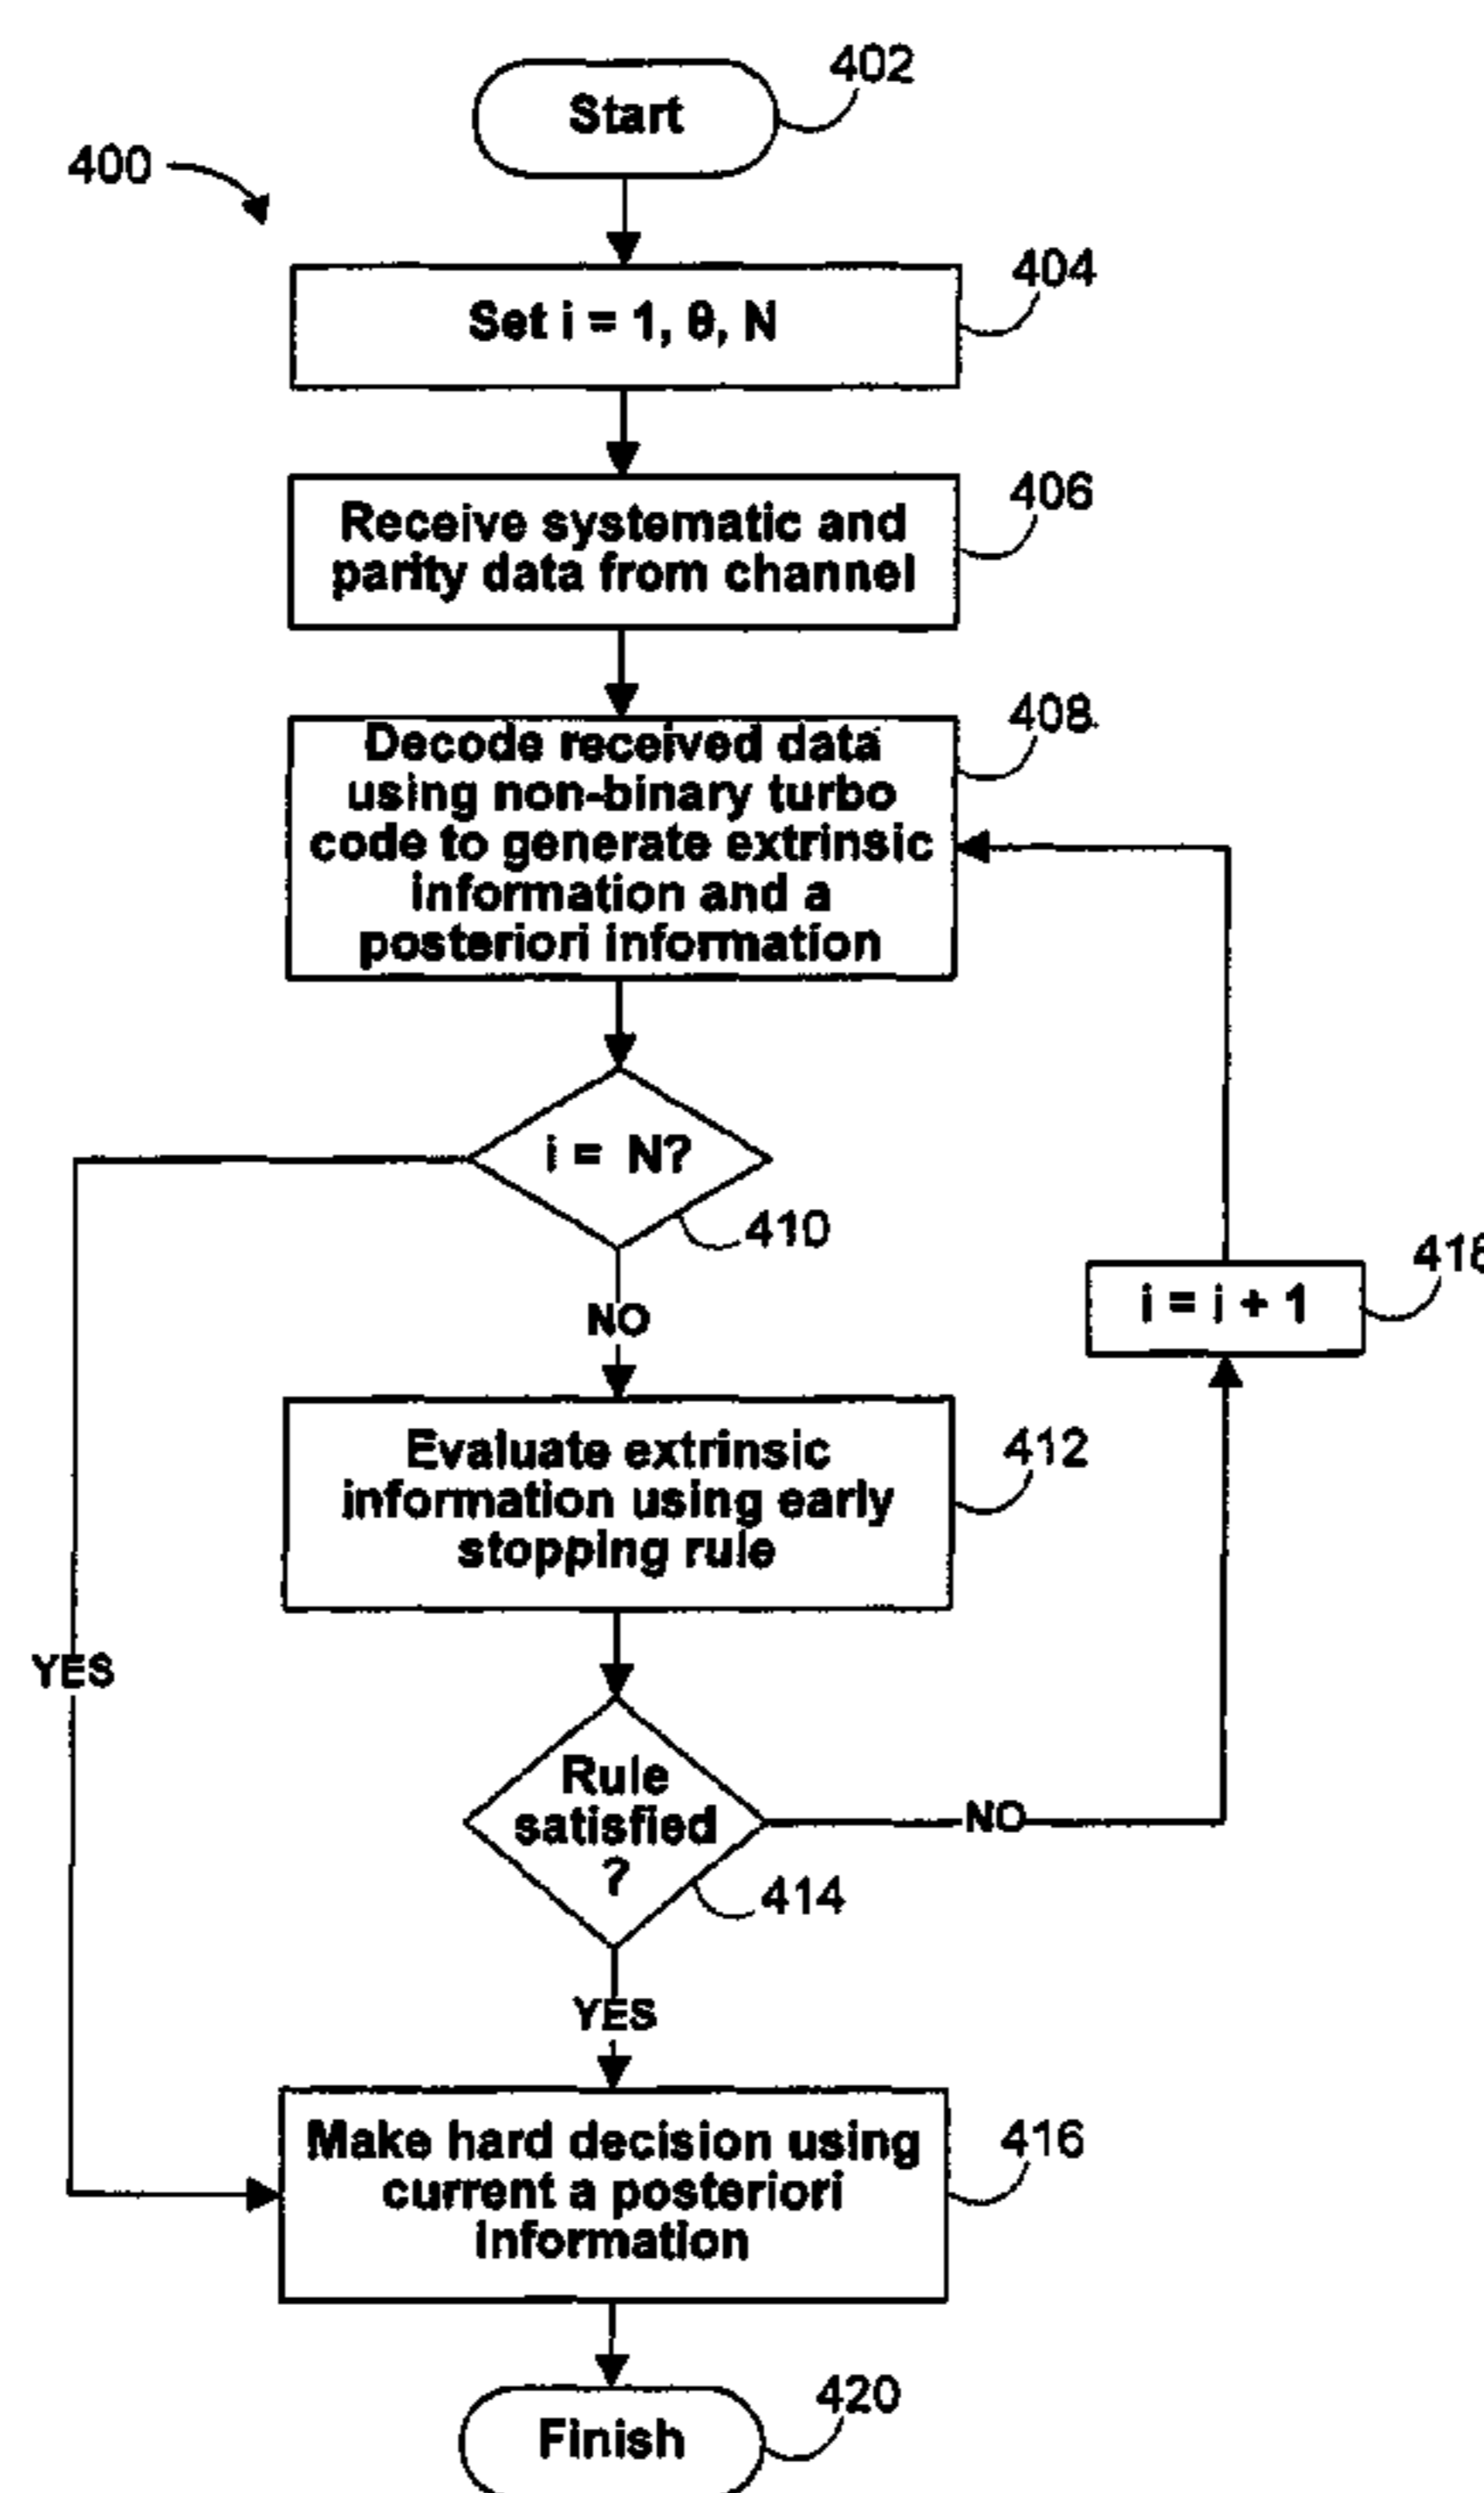 402
Start
400
404
Set i = 1, θ, N
406
Receive systematic and
parity data from channel
408
Decode received data
using non-binary turbo
code to generate extrinsic
information and a
posteriori information
i = N?
410
NO
i = i + 1
412
Evaluate extrinsic
information using early
stopping rule
YES
Rule
satisfied
?
NO
414
YES
Make hard decision using
current a posteriori
information
416
420
Finish